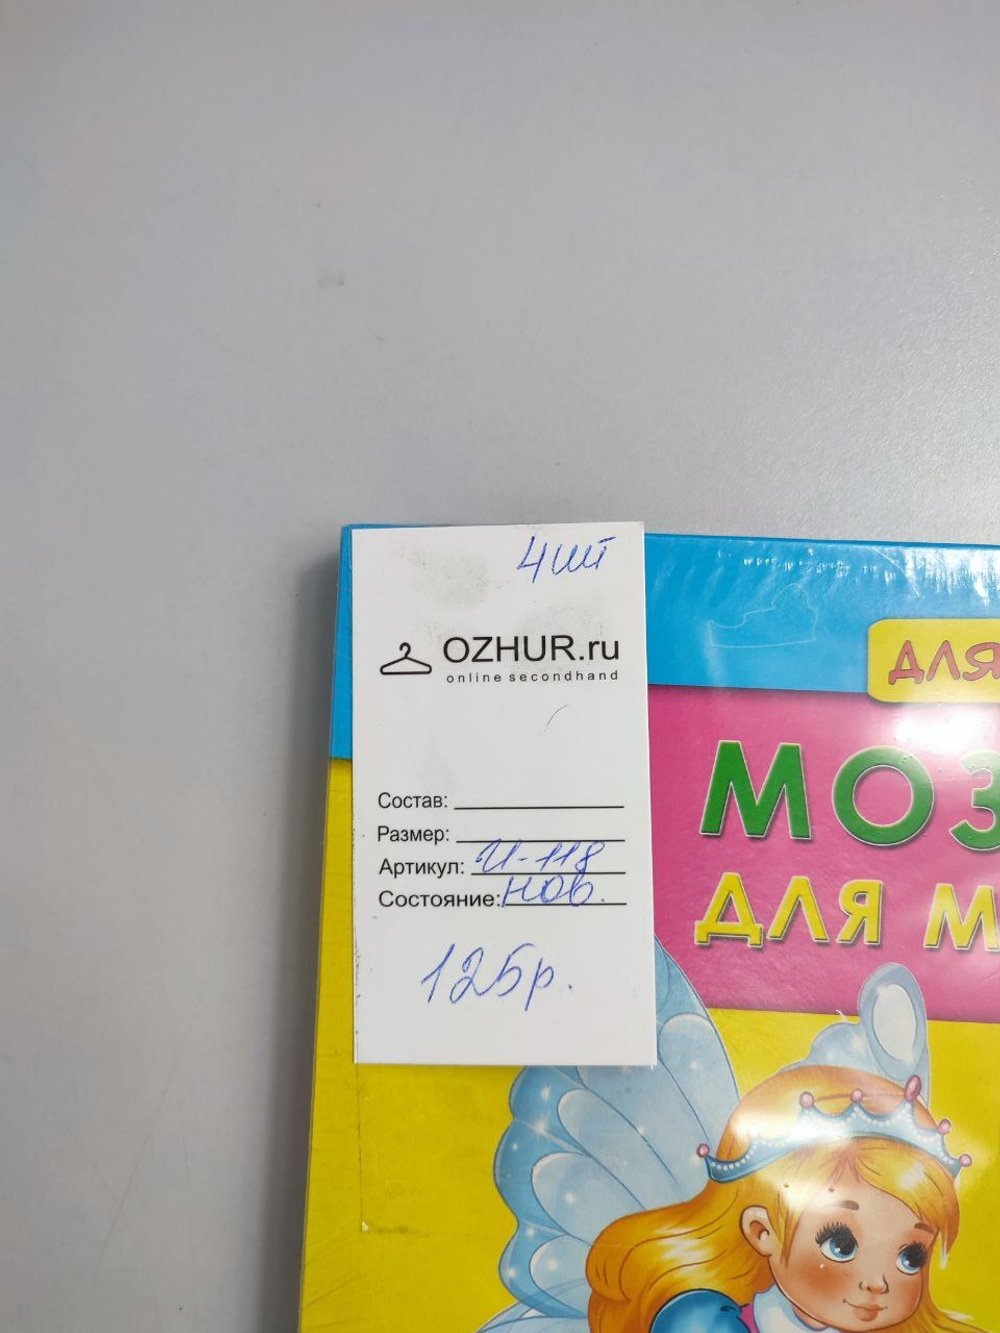 4шт
OZHUR.ru
online secondhand
Состав:
Размер:
Артикул: И-118
Состояние: нов.
125р.
ДЛЯ
МОЗ
ДЛЯ М